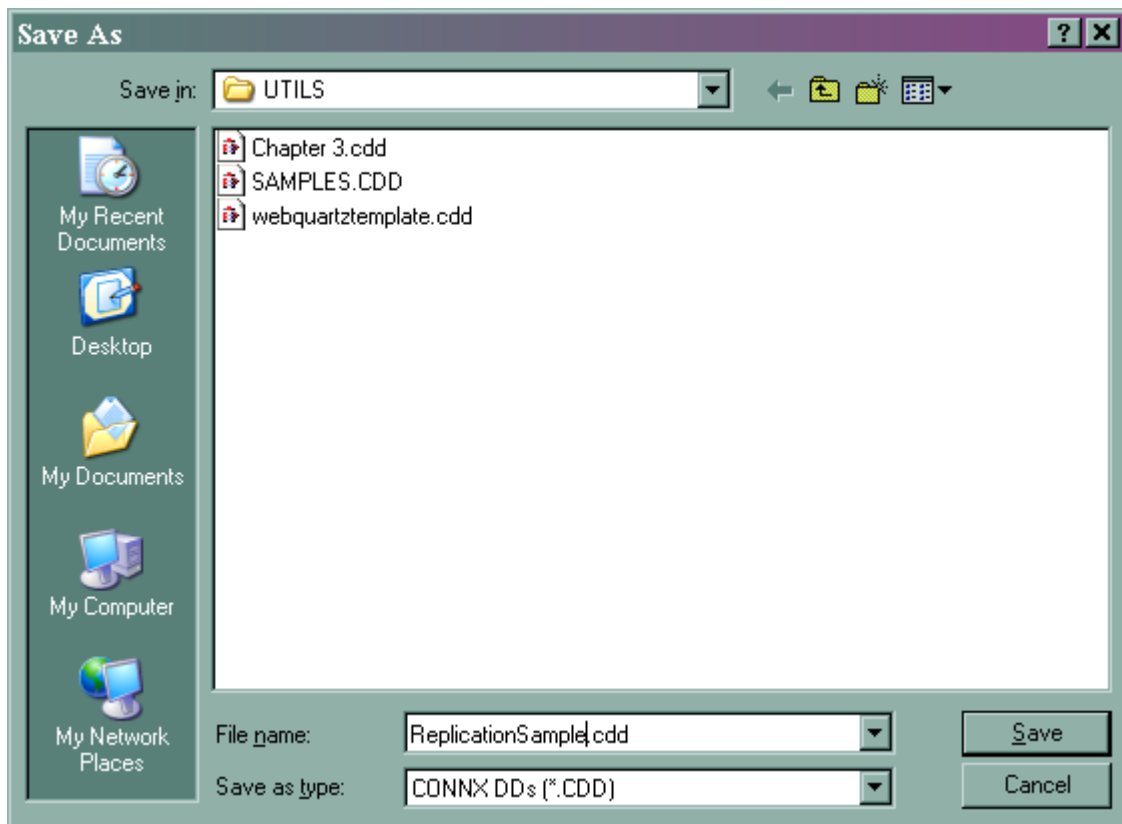 Save As
Save in: UTILS
Chapter 3.cdd
SAMPLES.CDD
webquartztemplate.cdd
My Recent
Documents
Desktop
My Documents
My Computer
My Network
Places
File name: ReplicationSample.cdd Save
Save as type: CONNX DDs (*.CDD) Cancel